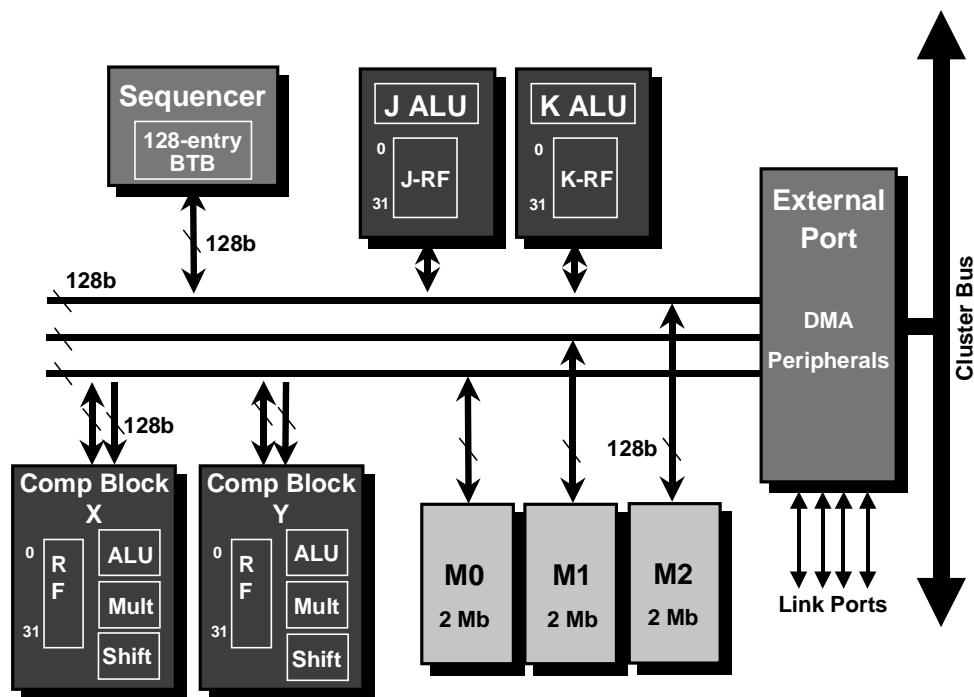 Sequencer
128-entry
BTB
128b
J ALU
0
J-RF
31
K ALU
0
K-RF
31
External
Port
DMA
Peripherals
Cluster Bus
128b
128b
128b
Comp Block
X
0
R
F
31
ALU
Mult
Shift
Comp Block
Y
0
R
F
31
ALU
Mult
Shift
M0
2 Mb
M1
2 Mb
M2
2 Mb
Link Ports